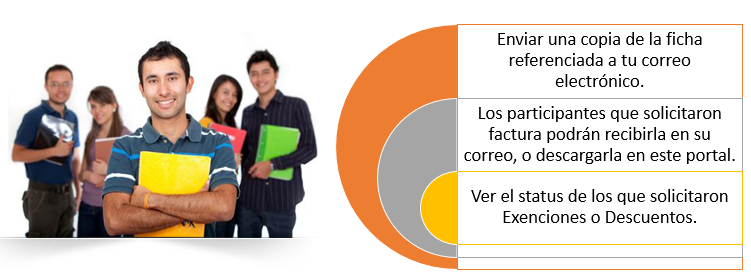 Enviar una copia de la ficha
referenciada a tu correo
electrónico.
Los participantes que solicitaron
factura podrán recibirla en su
correo, o descargarla en este portal.
Ver el status de los que solicitaron
Exenciones o Descuentos.